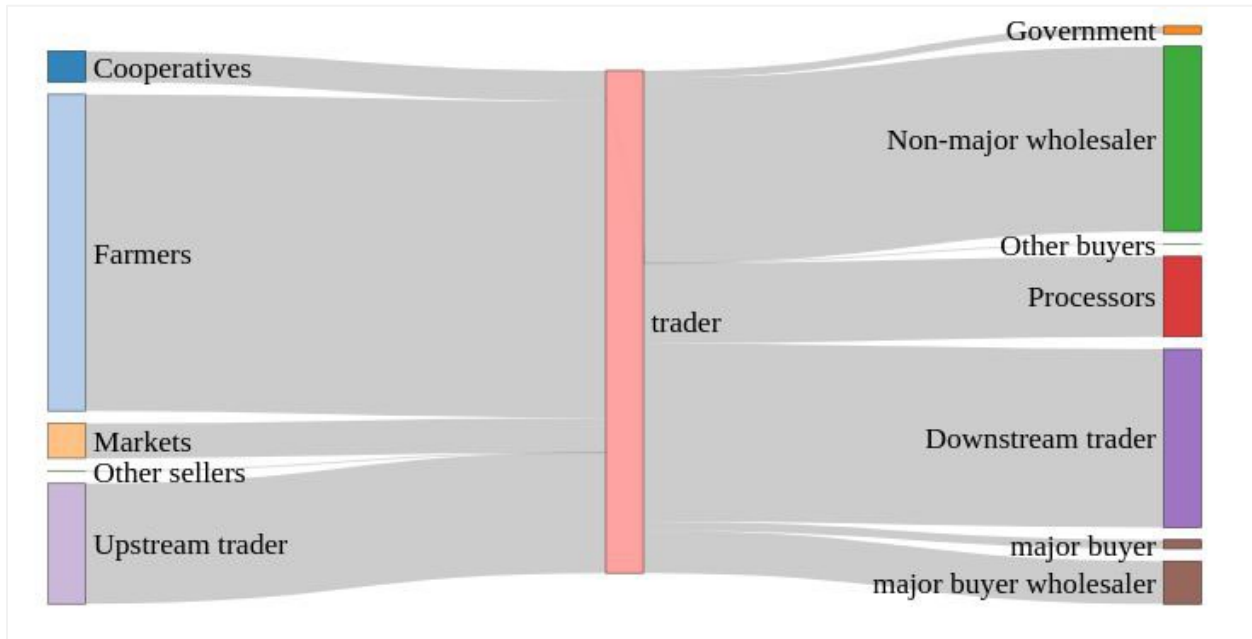 Cooperatives
Farmers
Markets
Other sellers
Upstream trader
trader
Government
Non-major wholesaler
Other buyers
Processors
Downstream trader
major buyer
major buyer wholesaler